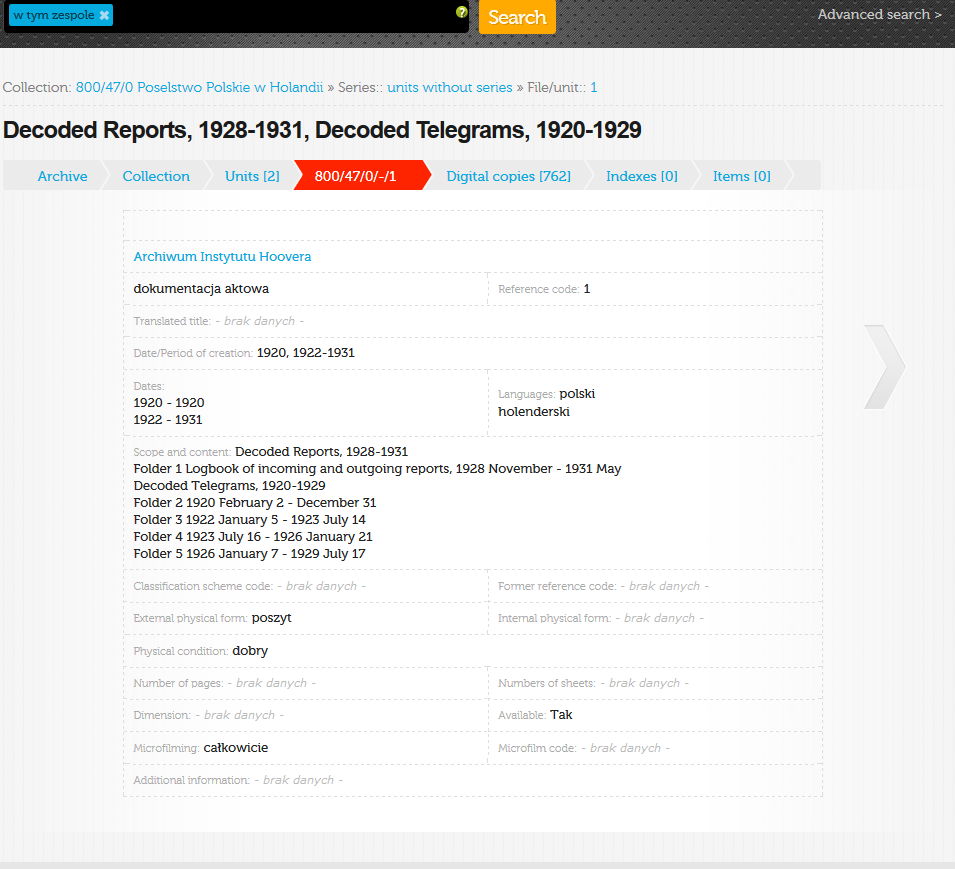 w tym zespole ✖
?
Search
Advanced search >
Collection: 800/47/0 Poselstwo Polskie w Holandii » Series:: units without series » File/unit:: 1
Decoded Reports, 1928-1931, Decoded Telegrams, 1920-1929
Archive Collection Units [2] 800/47/0/-/1 Digital copies [762] Indexes [0] Items [0]
Archiwum Instytutu Hoovera
dokumentacja aktowa
Reference code: 1
Translated title: - brak danych -
Date/Period of creation: 1920, 1922-1931
Dates:
1920 - 1920
1922 - 1931
Languages: polski
holenderski
Scope and content: Decoded Reports, 1928-1931
Folder 1 Logbook of incoming and outgoing reports, 1928 November - 1931 May
Decoded Telegrams, 1920-1929
Folder 2 1920 February 2 - December 31
Folder 3 1922 January 5 - 1923 July 14
Folder 4 1923 July 16 - 1926 January 21
Folder 5 1926 January 7 - 1929 July 17
Classification scheme code: - brak danych -
Former reference code: - brak danych -
External physical form: poszyt
Internal physical form: - brak danych -
Physical condition: dobry
Number of pages: - brak danych -
Numbers of sheets: - brak danych -
Dimension: - brak danych -
Available: Tak
Microfilming: całkowicie
Microfilm code: - brak danych -
Additional information: - brak danych -